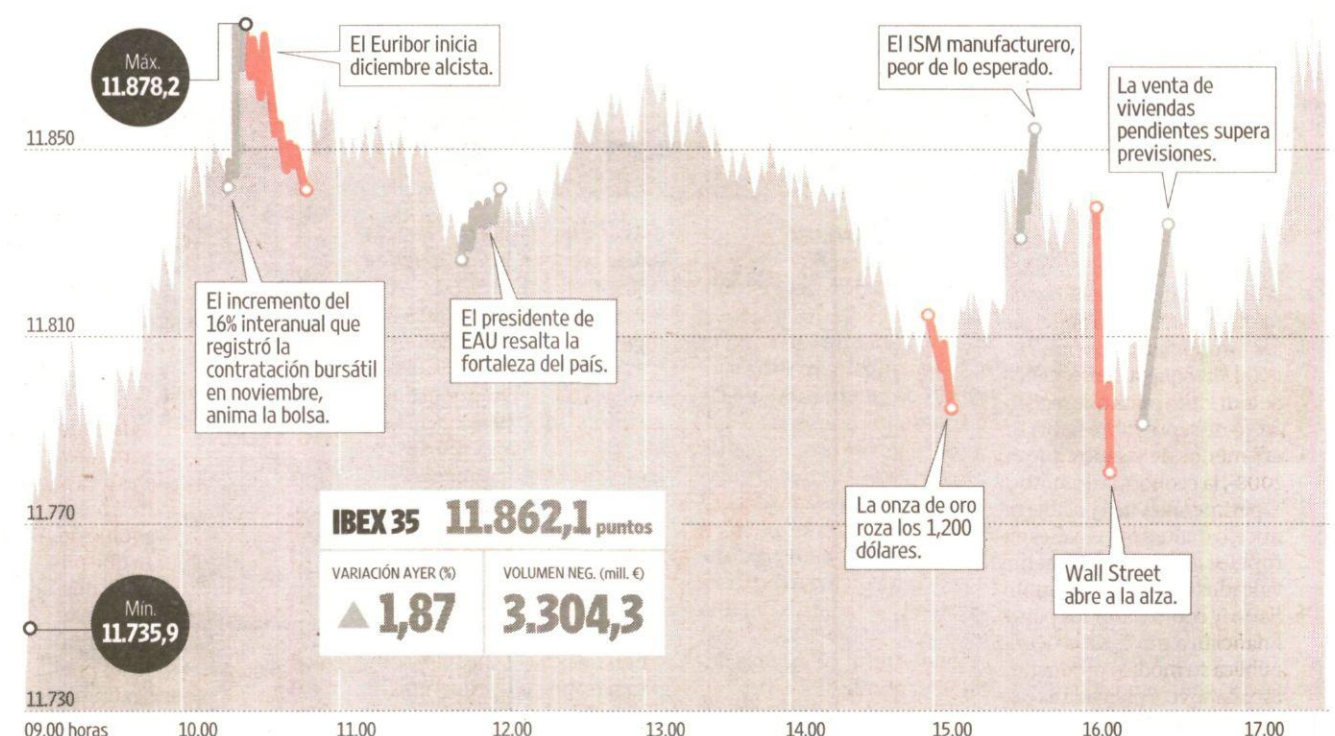 Máx.
11.878,2
El Euribor inicia
diciembre alcista.
El ISM manufacturero,
peor de lo esperado.
La venta de
viviendas
pendientes supera
previsiones.
11.850
El incremento del
16% interanual que
registró la
contratación bursátil
en noviembre,
anima la bolsa.
El presidente de
EAU resalta la
fortaleza del país.
11.810
La onza de oro
roza los 1,200
dólares.
Wall Street
abre a la alza.
11.770
IBEX 35 11.862,1 puntos
VARIACIÓN AYER (%) VOLUMEN NEG. (mill. €)
1,87 3.304,3
Mín.
11.735,9
11.730
09.00 horas 10.00 11.00 12.00 13.00 14.00 15.00 16.00 17.00